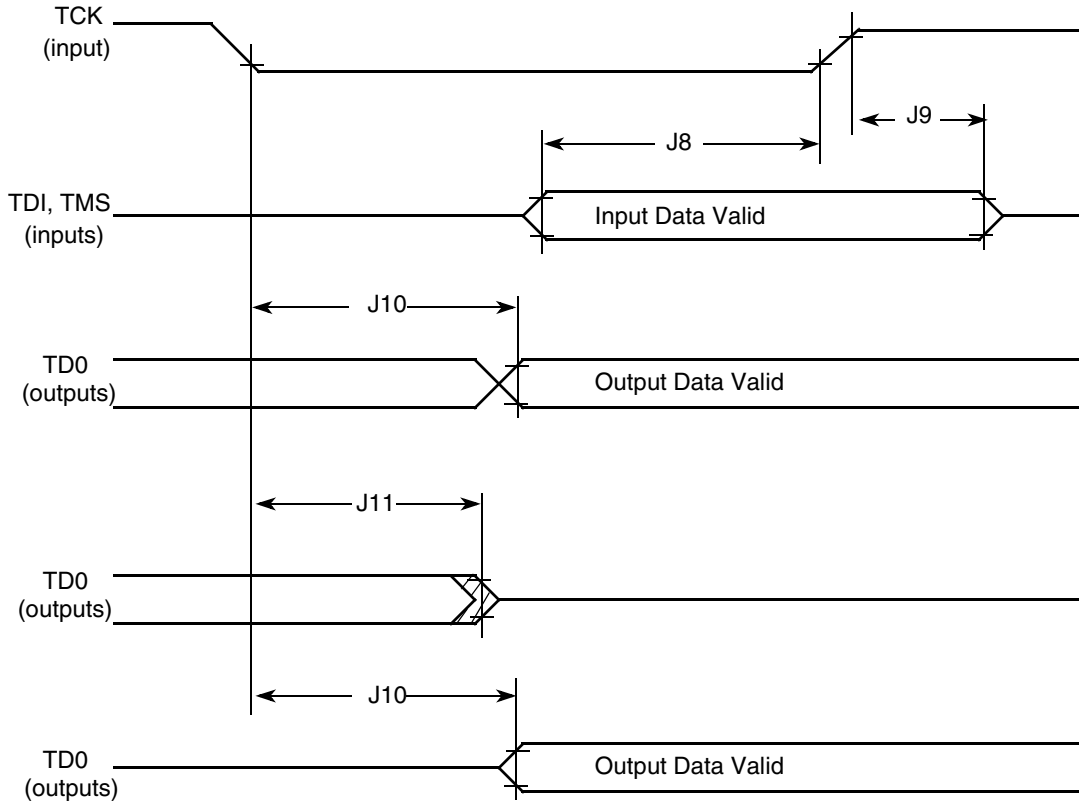 TCK
(input)
J9
J8
TDI, TMS
(inputs)
Input Data Valid
J10
TD0
(outputs)
Output Data Valid
J11
TD0
(outputs)
J10
TD0
(outputs)
Output Data Valid